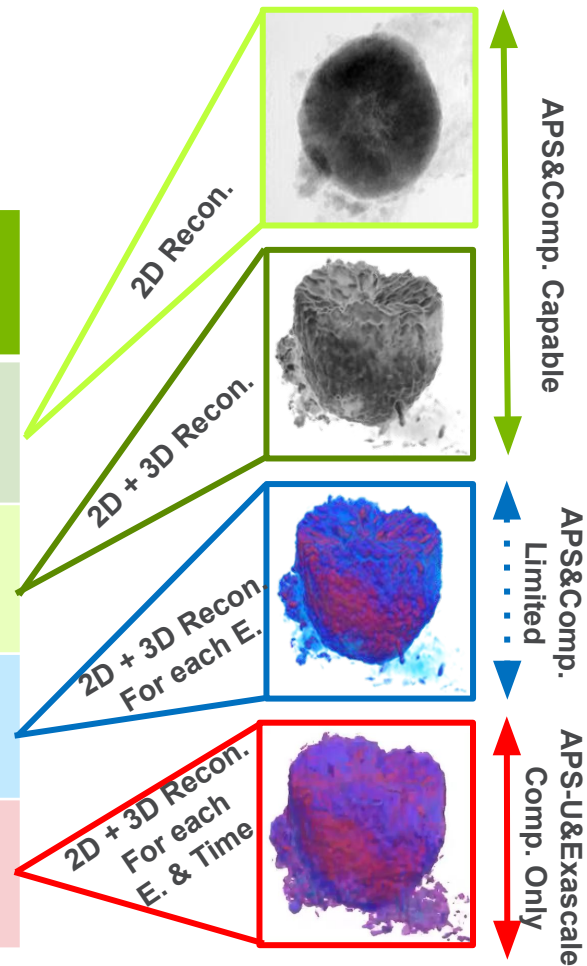 2D Recon.
APS&Comp. Capable
2D + 3D Recon.
2D + 3D Recon.
For each E.
APS&Comp.
Limited
2D + 3D Recon.
For each
E. & Time
APS-U&Exascale
Comp. Only